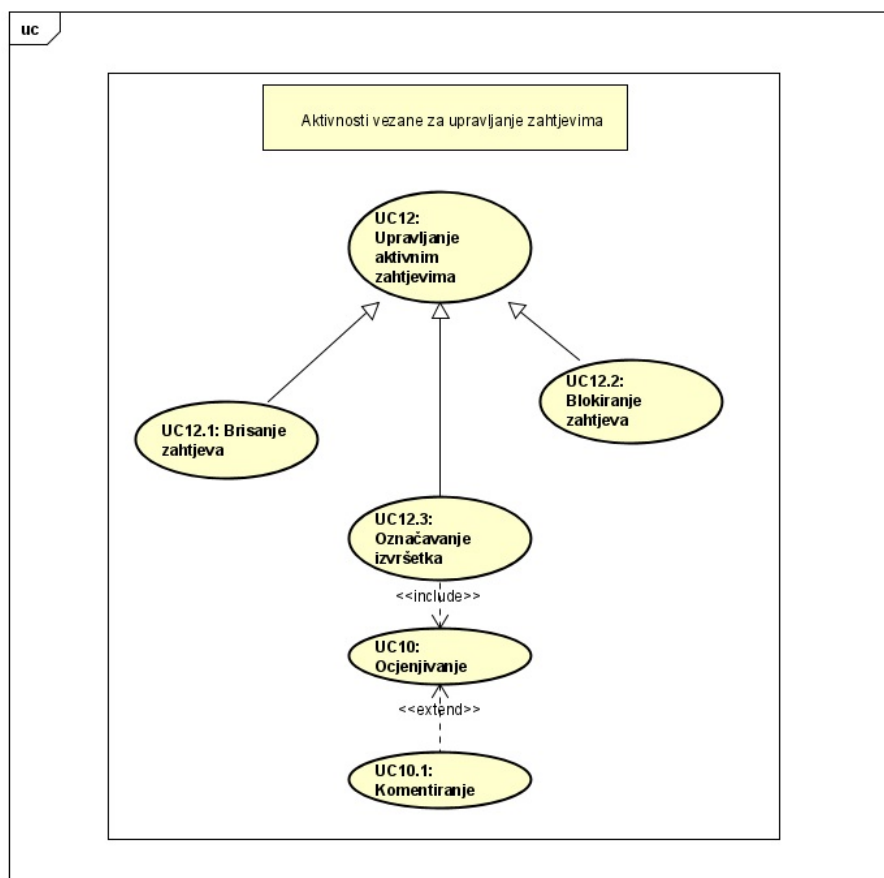 uc
Aktivnosti vezane za upravljanje zahtjevima
UC12:
Upravljanje
aktivnim
zahtjevima
UC12.2:
Blokiranje
zahtjeva
UC12.1: Brisanje
zahtjeva
UC12.3:
Označavanje
izvršetka
<<include>>
UC10:
Ocjenjivanje
<<extend>>
UC10.1:
Komentiranje